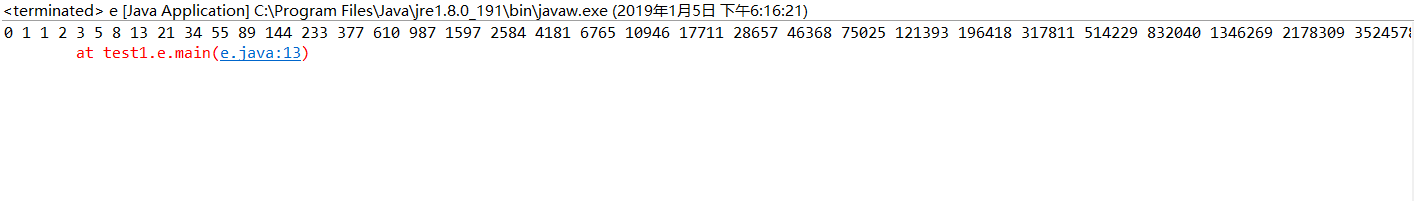 <terminated> e [Java Application] C:\Program Files\Java\jre1.8.0_191\bin\javaw.exe (2019年1月5日 下午6:16:21)
0 1 1 2 3 5 8 13 21 34 55 89 144 233 377 610 987 1597 2584 4181 6765 10946 17711 28657 46368 75025 121393 196418 317811 514229 832040 1346269 2178309 3524578
at test1.e.main(e.java:13)